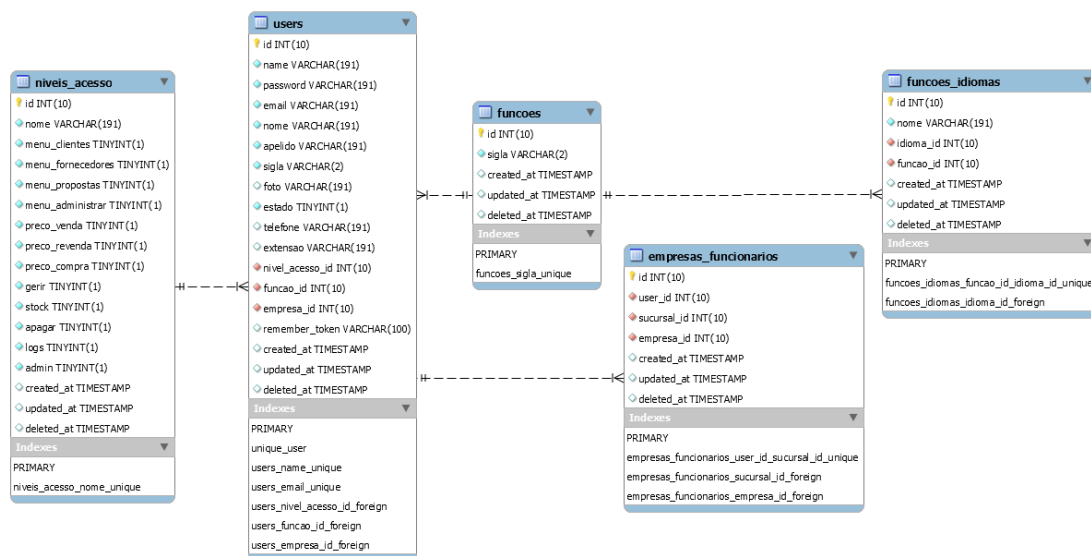 niveis_acesso
id INT(10)
nome VARCHAR(191)
menu_clientes TINYINT(1)
menu_fornecedores TINYINT(1)
menu_propostas TINYINT(1)
menu_administrar TINYINT(1)
preco_venda TINYINT(1)
preco_revenda TINYINT(1)
preco_compra TINYINT(1)
gerir TINYINT(1)
stock TINYINT(1)
apagar TINYINT(1)
logs TINYINT(1)
admin TINYINT(1)
created_at TIMESTAMP
updated_at TIMESTAMP
deleted_at TIMESTAMP
Indexes
PRIMARY
niveis_acesso_nome_unique
users
id INT(10)
name VARCHAR(191)
password VARCHAR(191)
email VARCHAR(191)
nome VARCHAR(191)
apelido VARCHAR(191)
sigla VARCHAR(2)
foto VARCHAR(191)
estado TINYINT(1)
telefone VARCHAR(191)
extensao VARCHAR(191)
nivel_acesso_id INT(10)
funcao_id INT(10)
empresa_id INT(10)
remember_token VARCHAR(100)
created_at TIMESTAMP
updated_at TIMESTAMP
deleted_at TIMESTAMP
Indexes
PRIMARY
unique_user
users_name_unique
users_email_unique
users_nivel_acesso_id_foreign
users_funcao_id_foreign
users_empresa_id_foreign
funcoes
id INT(10)
sigla VARCHAR(2)
created_at TIMESTAMP
updated_at TIMESTAMP
deleted_at TIMESTAMP
Indexes
PRIMARY
funcoes_sigla_unique
empresas_funcionarios
id INT(10)
user_id INT(10)
sucursal_id INT(10)
empresa_id INT(10)
created_at TIMESTAMP
updated_at TIMESTAMP
deleted_at TIMESTAMP
Indexes
PRIMARY
empresas_funcionarios_user_id_sucursal_id_unique
empresas_funcionarios_sucursal_id_foreign
empresas_funcionarios_empresa_id_foreign
funcoes_idiomas
id INT(10)
nome VARCHAR(191)
idioma_id INT(10)
funcao_id INT(10)
created_at TIMESTAMP
updated_at TIMESTAMP
deleted_at TIMESTAMP
Indexes
PRIMARY
funcoes_idiomas_funcao_id_idioma_id_unique
funcoes_idiomas_idioma_id_foreign